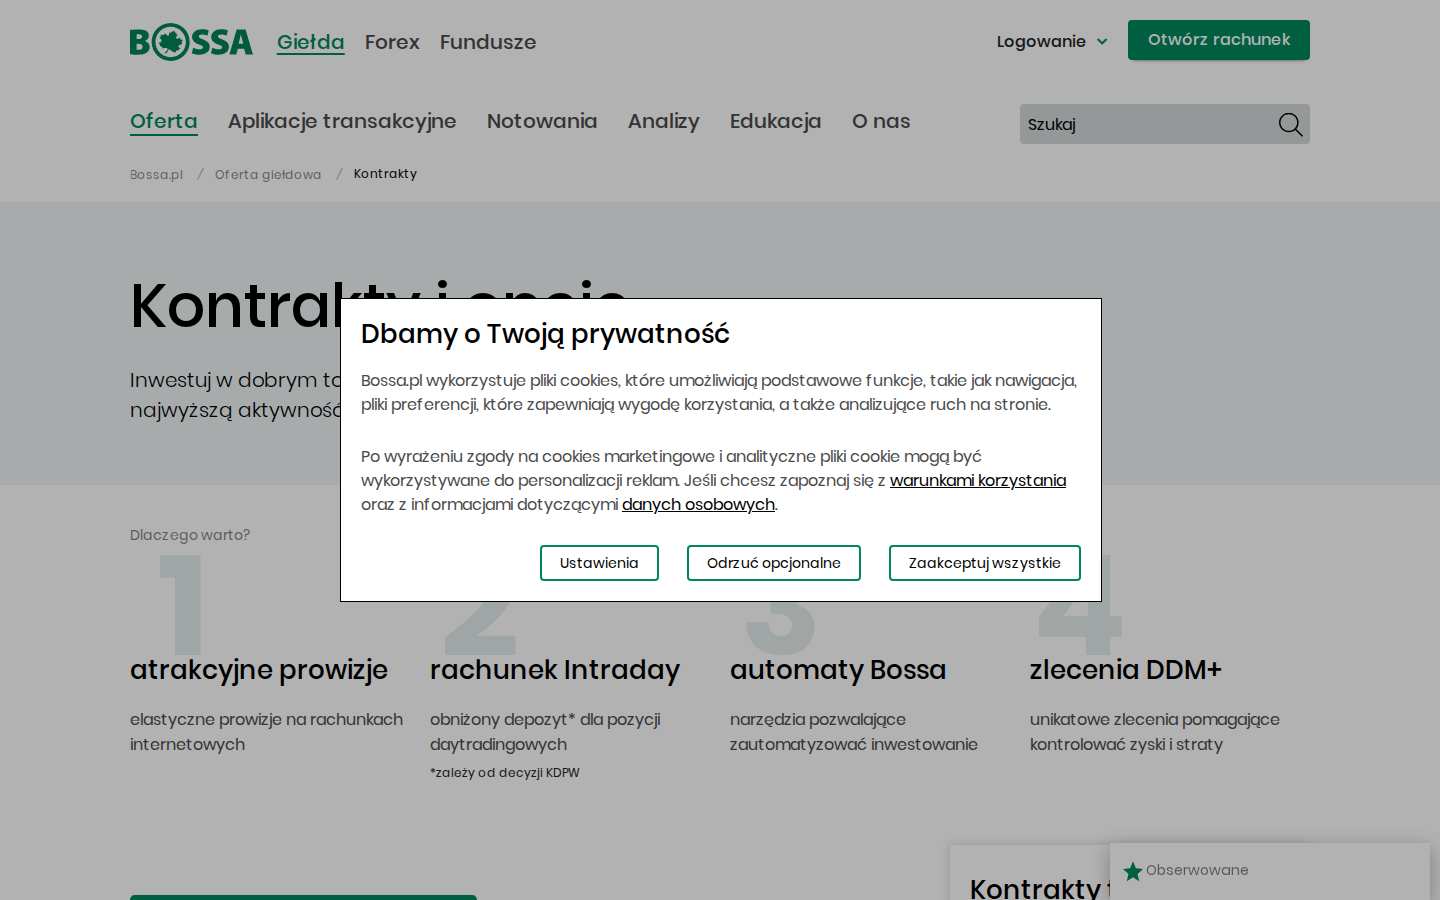 BOSSA
Giełda Forex Fundusze
Logowanie
Otwórz rachunek
Oferta Aplikacje transakcyjne Notowania Analizy Edukacja O nas
Szukaj
Bossa.pl / Oferta giełdowa / Kontrakty
Inwestuj w dobrym
najwyższą aktywność
Dbamy o Twoją prywatność
Bossa.pl wykorzystuje pliki cookies, które umożliwiają podstawowe funkcje, takie jak nawigacja,
pliki preferencji, które zapewniają wygodę korzystania, a także analizujące ruch na stronie.
Po wyrażeniu zgody na cookies marketingowe i analityczne pliki cookie mogą być
wykorzystywane do personalizacji reklam. Jeśli chcesz zapoznaj się z warunkami korzystania
oraz z informacjami dotyczącymi danych osobowych.
Ustawienia Odrzuć opcjonalne Zaakceptuj wszystkie
Dlaczego warto?
1 2 3 4
atrakcyjne prowizje
elastyczne prowizje na rachunkach
internetowych
rachunek Intraday
obniżony depozyt* dla pozycji
daytradingowych
*zależy od decyzji KDPW
automaty Bossa
narzędzia pozwalające
zautomatyzować inwestowanie
zlecenia DDM+
unikatowe zlecenia pomagające
kontrolować zyski i straty
Kontrakty
Obserwowane